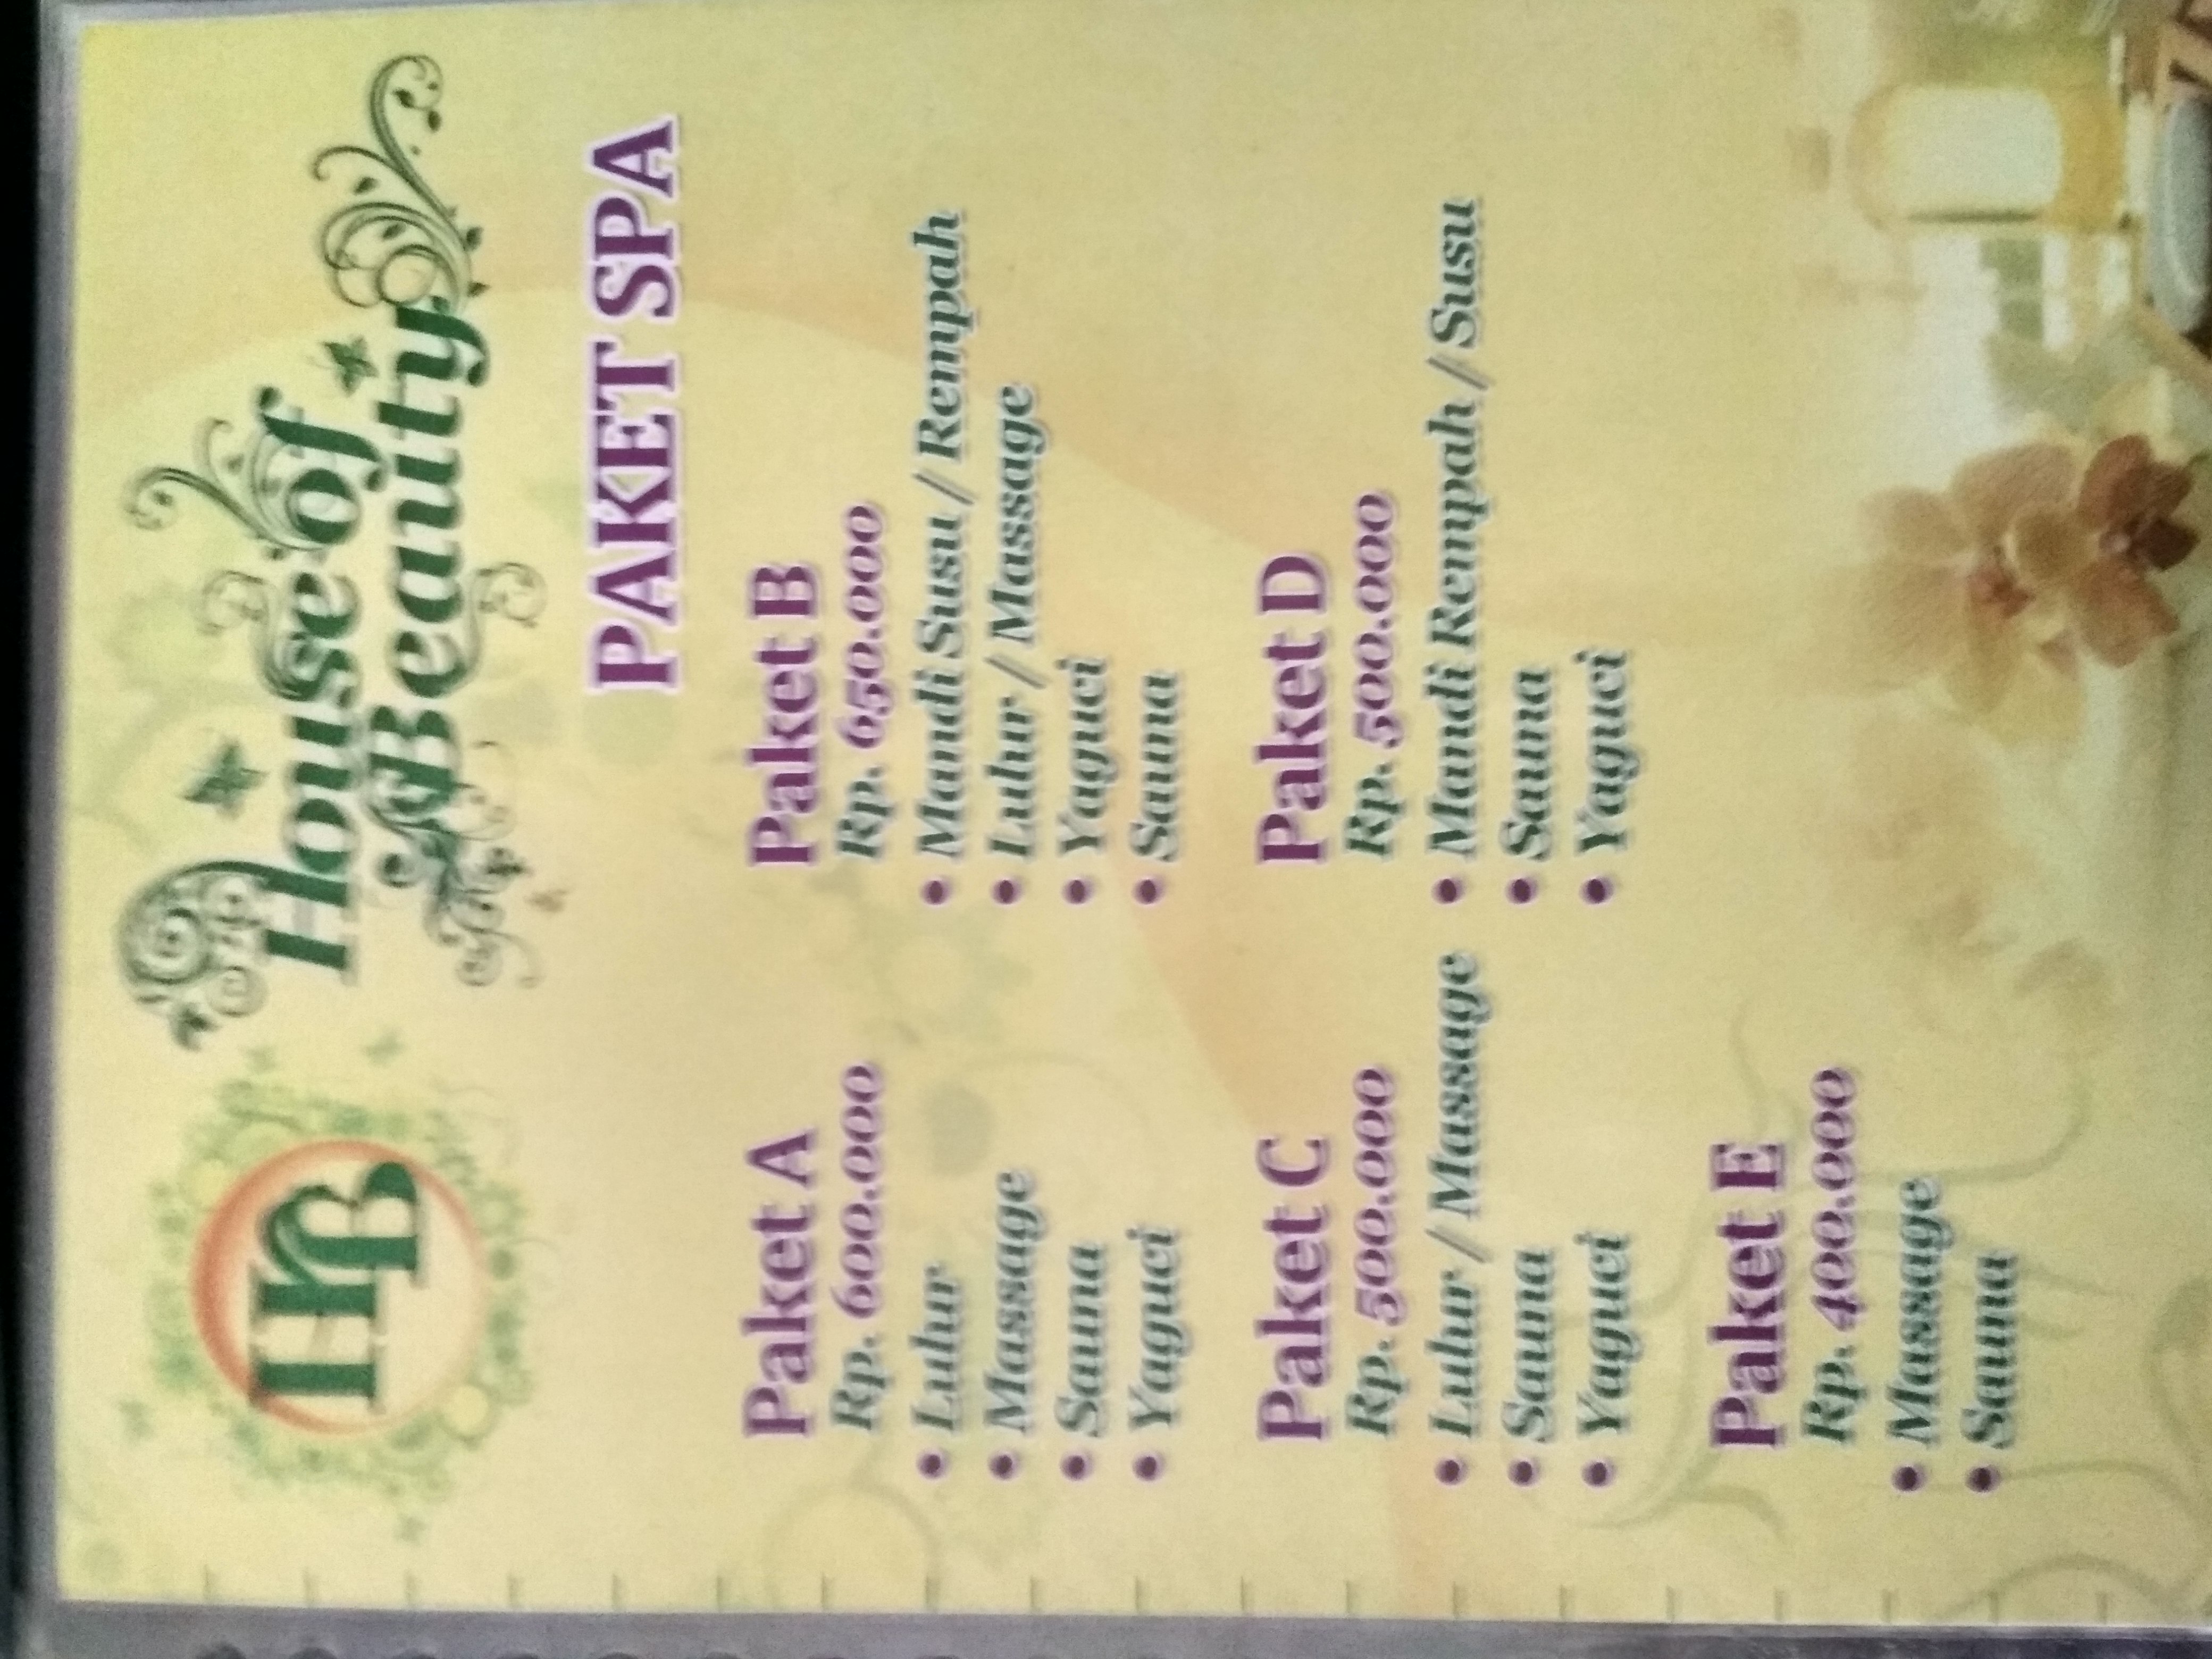 HB
House of
Beauty
PAKET SPA
Paket A
Rp. 600.000
• Lulur
• Massage
• Sauna
• Yaguci
Paket B
Rp. 650.000
• Mandi Susu / Rempah
• Lulur / Massage
• Yaguci
• Sauna
Paket C
Rp. 500.000
• Lulur / Massage
• Sauna
• Yaguci
Paket D
Rp. 500.000
• Mandi Rempah / Susu
• Sauna
• Yaguci
Paket E
Rp. 400.000
• Massage
• Sauna